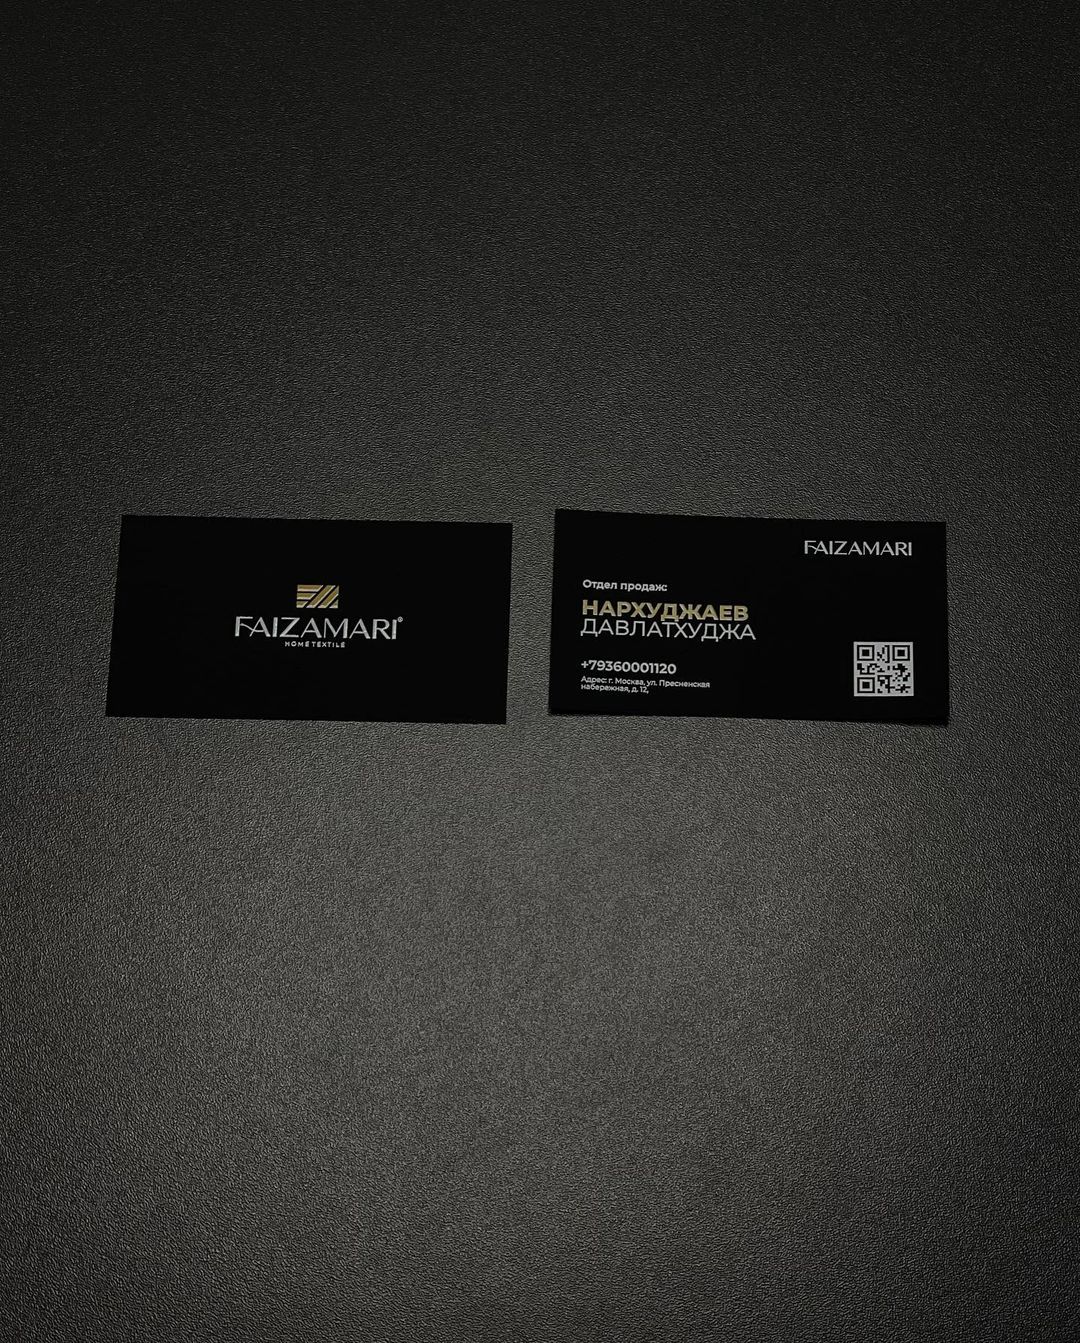 FAIZAMARI®
HOME TEXTILE
FAIZAMARI
Отдел продаж:
НАРХУДЖАЕВ
ДАВЛАТХУДЖА
+79360001120
Адрес: г. Москва, ул. Пресненская
набережная, д. 12,